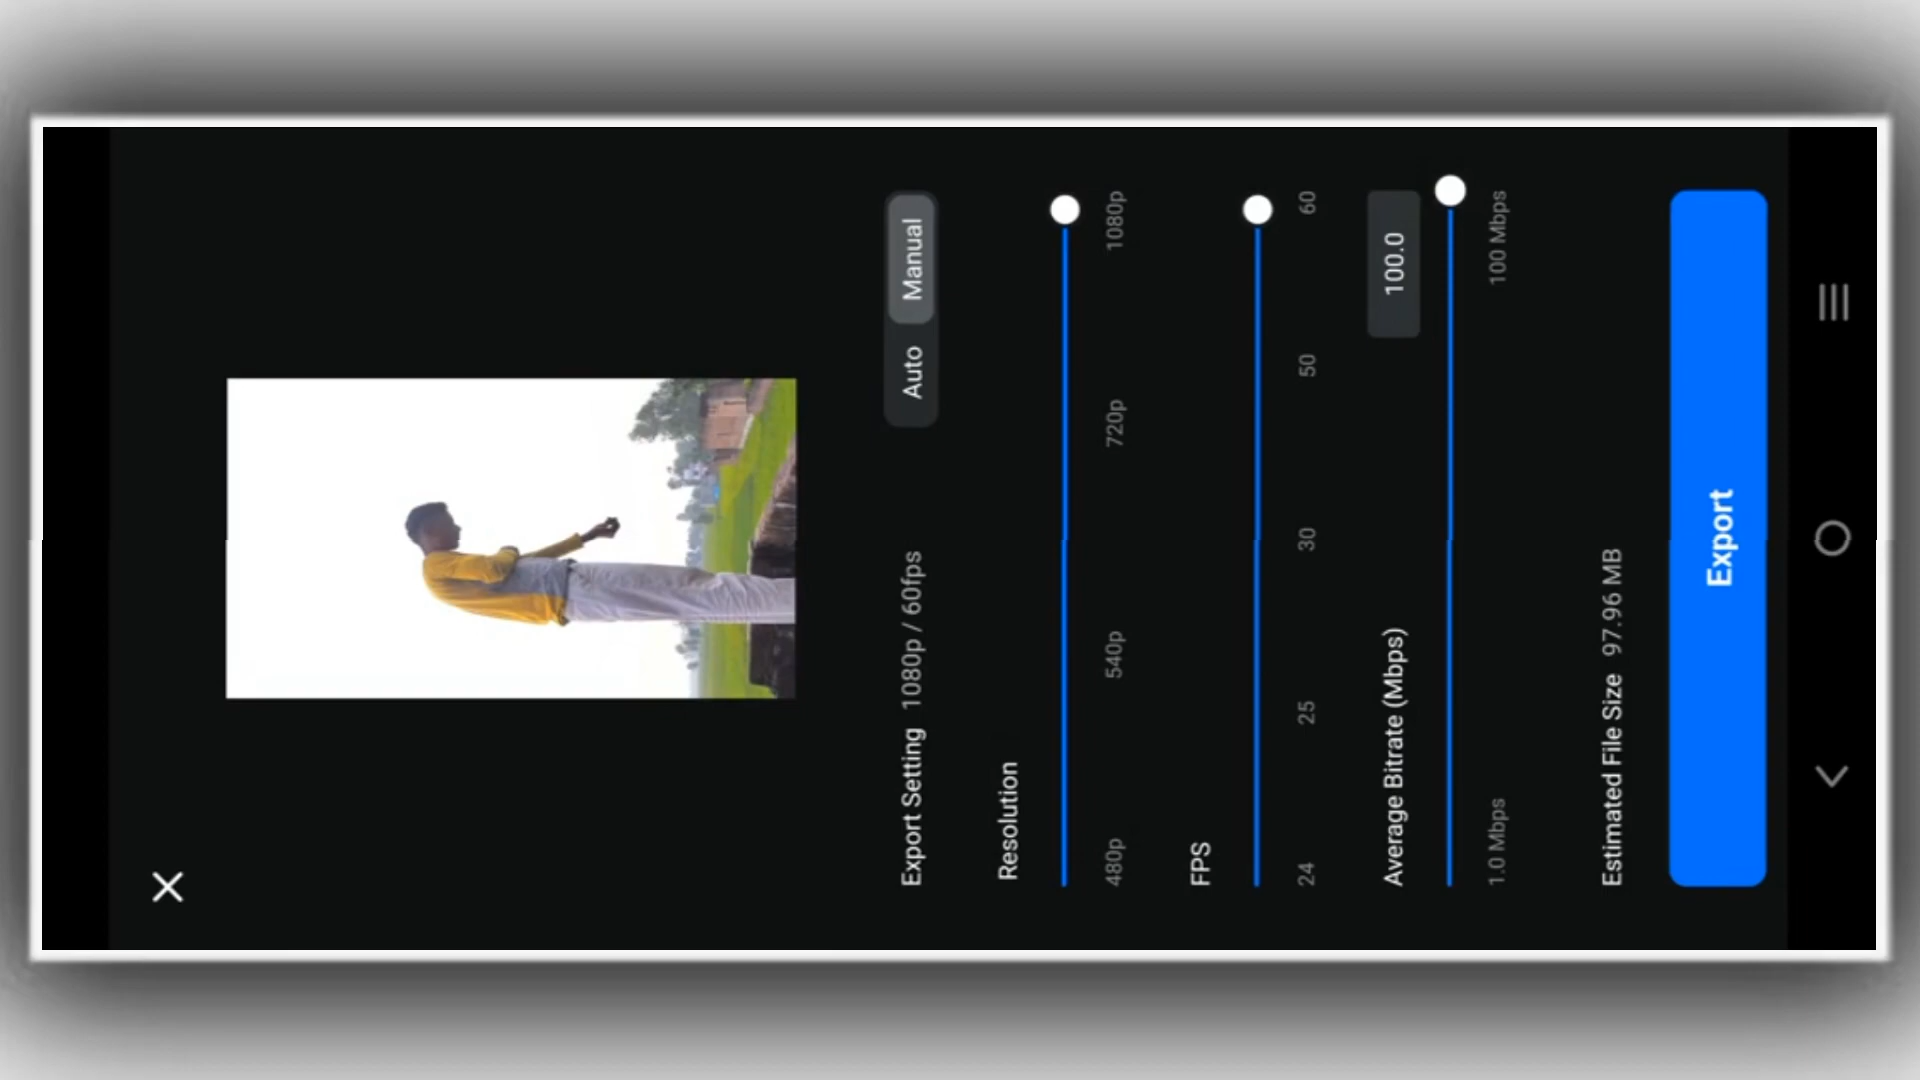 Export Setting 1080p / 60fps Auto Manual
Resolution
480p 540p 720p 1080p
FPS
24 25 30 50 60
Average Bitrate (Mbps) 100.0
1.0 Mbps 100 Mbps
Estimated File Size 97.96 MB
Export